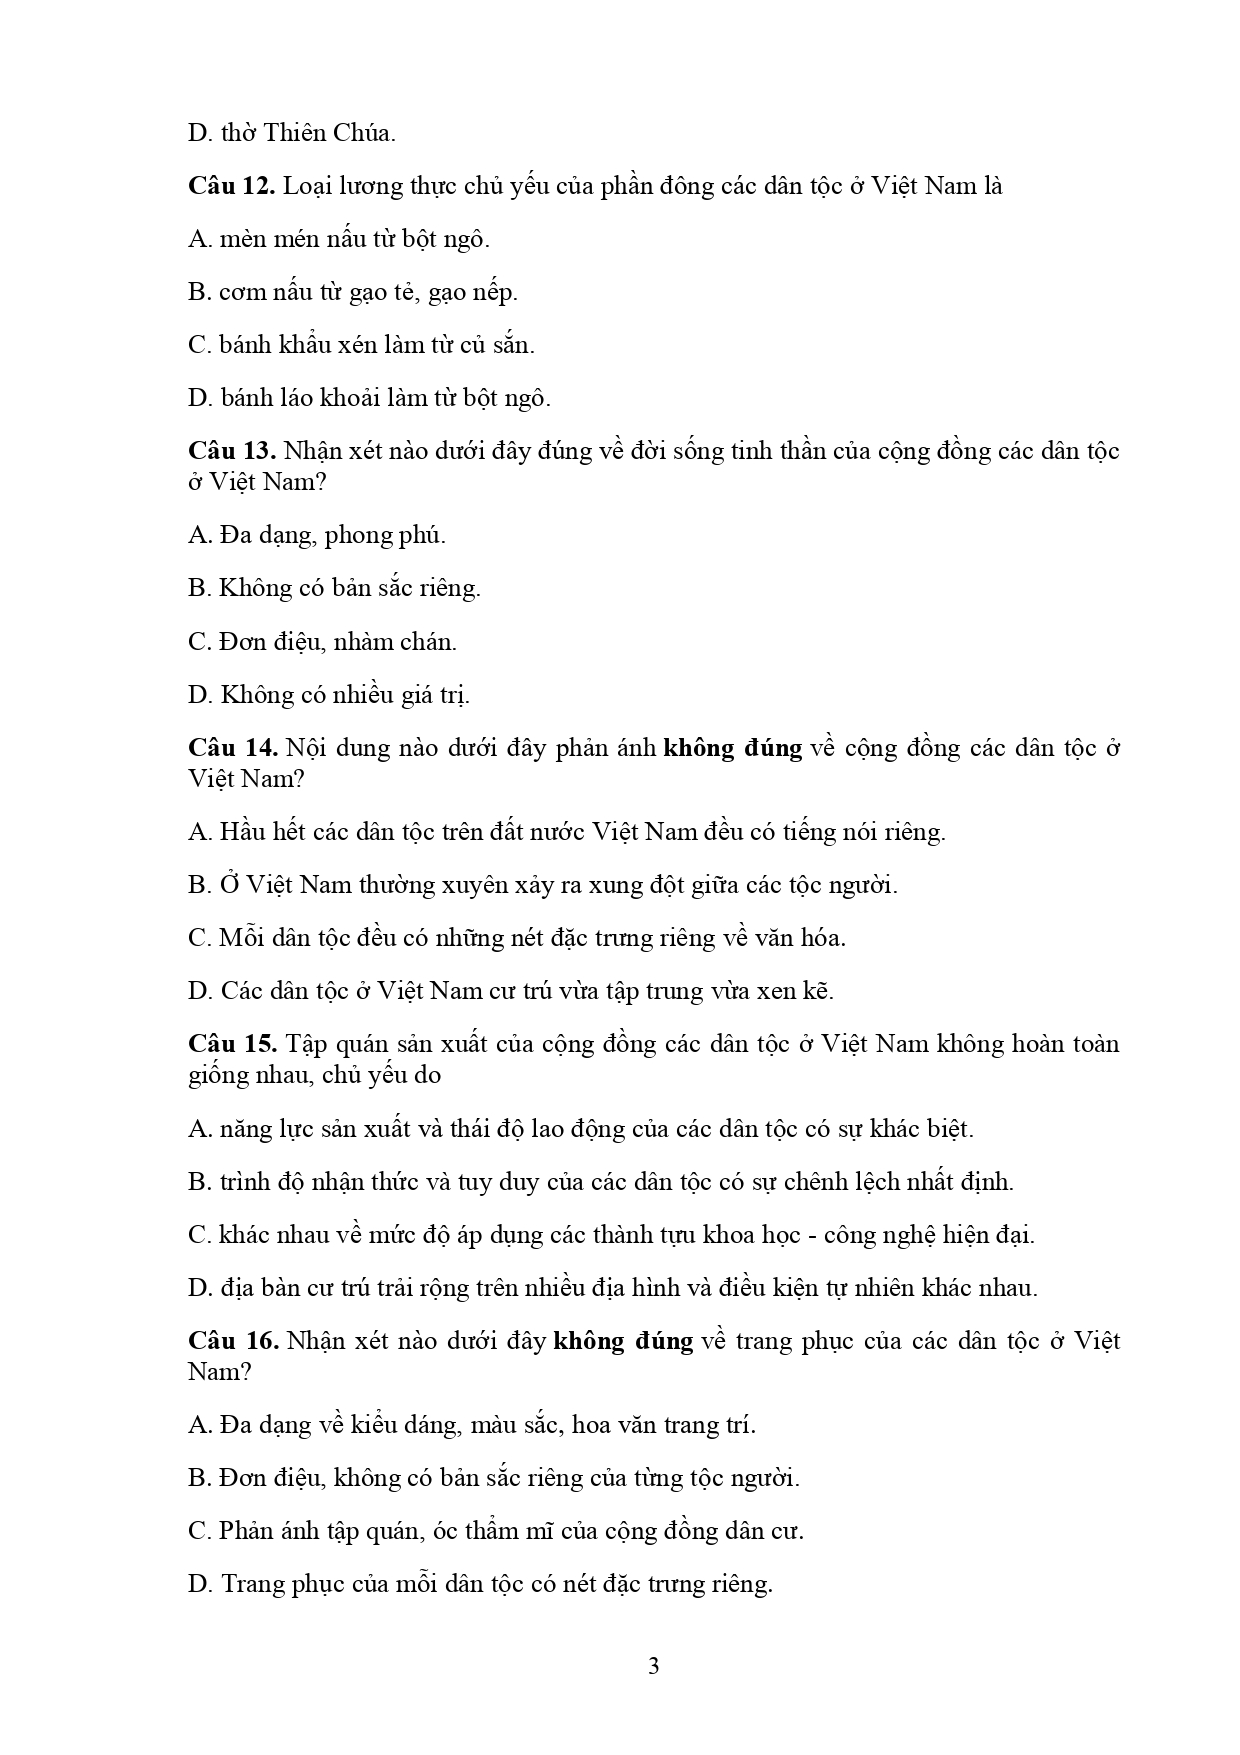 D. thờ Thiên Chúa.
Câu 12. Loại lương thực chủ yếu của phần đông các dân tộc ở Việt Nam là
A. mèn mén nấu từ bột ngô.
B. cơm nấu từ gạo tẻ, gạo nếp.
C. bánh khẩu xén làm từ củ sắn.
D. bánh láo khoải làm từ bột ngô.
Câu 13. Nhận xét nào dưới đây đúng về đời sống tinh thần của cộng đồng các dân tộc
ở Việt Nam?
A. Đa dạng, phong phú.
B. Không có bản sắc riêng.
C. Đơn điệu, nhàm chán.
D. Không có nhiều giá trị.
Câu 14. Nội dung nào dưới đây phản ánh không đúng về cộng đồng các dân tộc ở
Việt Nam?
A. Hầu hết các dân tộc trên đất nước Việt Nam đều có tiếng nói riêng.
B. Ở Việt Nam thường xuyên xảy ra xung đột giữa các tộc người.
C. Mỗi dân tộc đều có những nét đặc trưng riêng về văn hóa.
D. Các dân tộc ở Việt Nam cư trú vừa tập trung vừa xen kẽ.
Câu 15. Tập quán sản xuất của cộng đồng các dân tộc ở Việt Nam không hoàn toàn
giống nhau, chủ yếu do
A. năng lực sản xuất và thái độ lao động của các dân tộc có sự khác biệt.
B. trình độ nhận thức và tuy duy của các dân tộc có sự chênh lệch nhất định.
C. khác nhau về mức độ áp dụng các thành tựu khoa học - công nghệ hiện đại.
D. địa bàn cư trú trải rộng trên nhiều địa hình và điều kiện tự nhiên khác nhau.
Câu 16. Nhận xét nào dưới đây không đúng về trang phục của các dân tộc ở Việt
Nam?
A. Đa dạng về kiểu dáng, màu sắc, hoa văn trang trí.
B. Đơn điệu, không có bản sắc riêng của từng tộc người.
C. Phản ánh tập quán, óc thẩm mĩ của cộng đồng dân cư.
D. Trang phục của mỗi dân tộc có nét đặc trưng riêng.
3